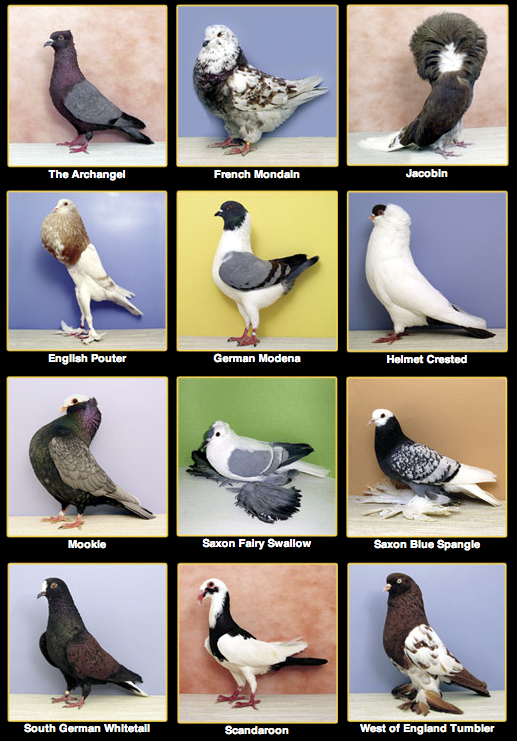 The Archangel
French Mondain
Jacobin
English Pouter
German Modena
Helmet Crested
Mookie
Saxon Fairy Swallow
Saxon Blue Spangle
South German Whitetail
Scandaroon
West of England Tumbler